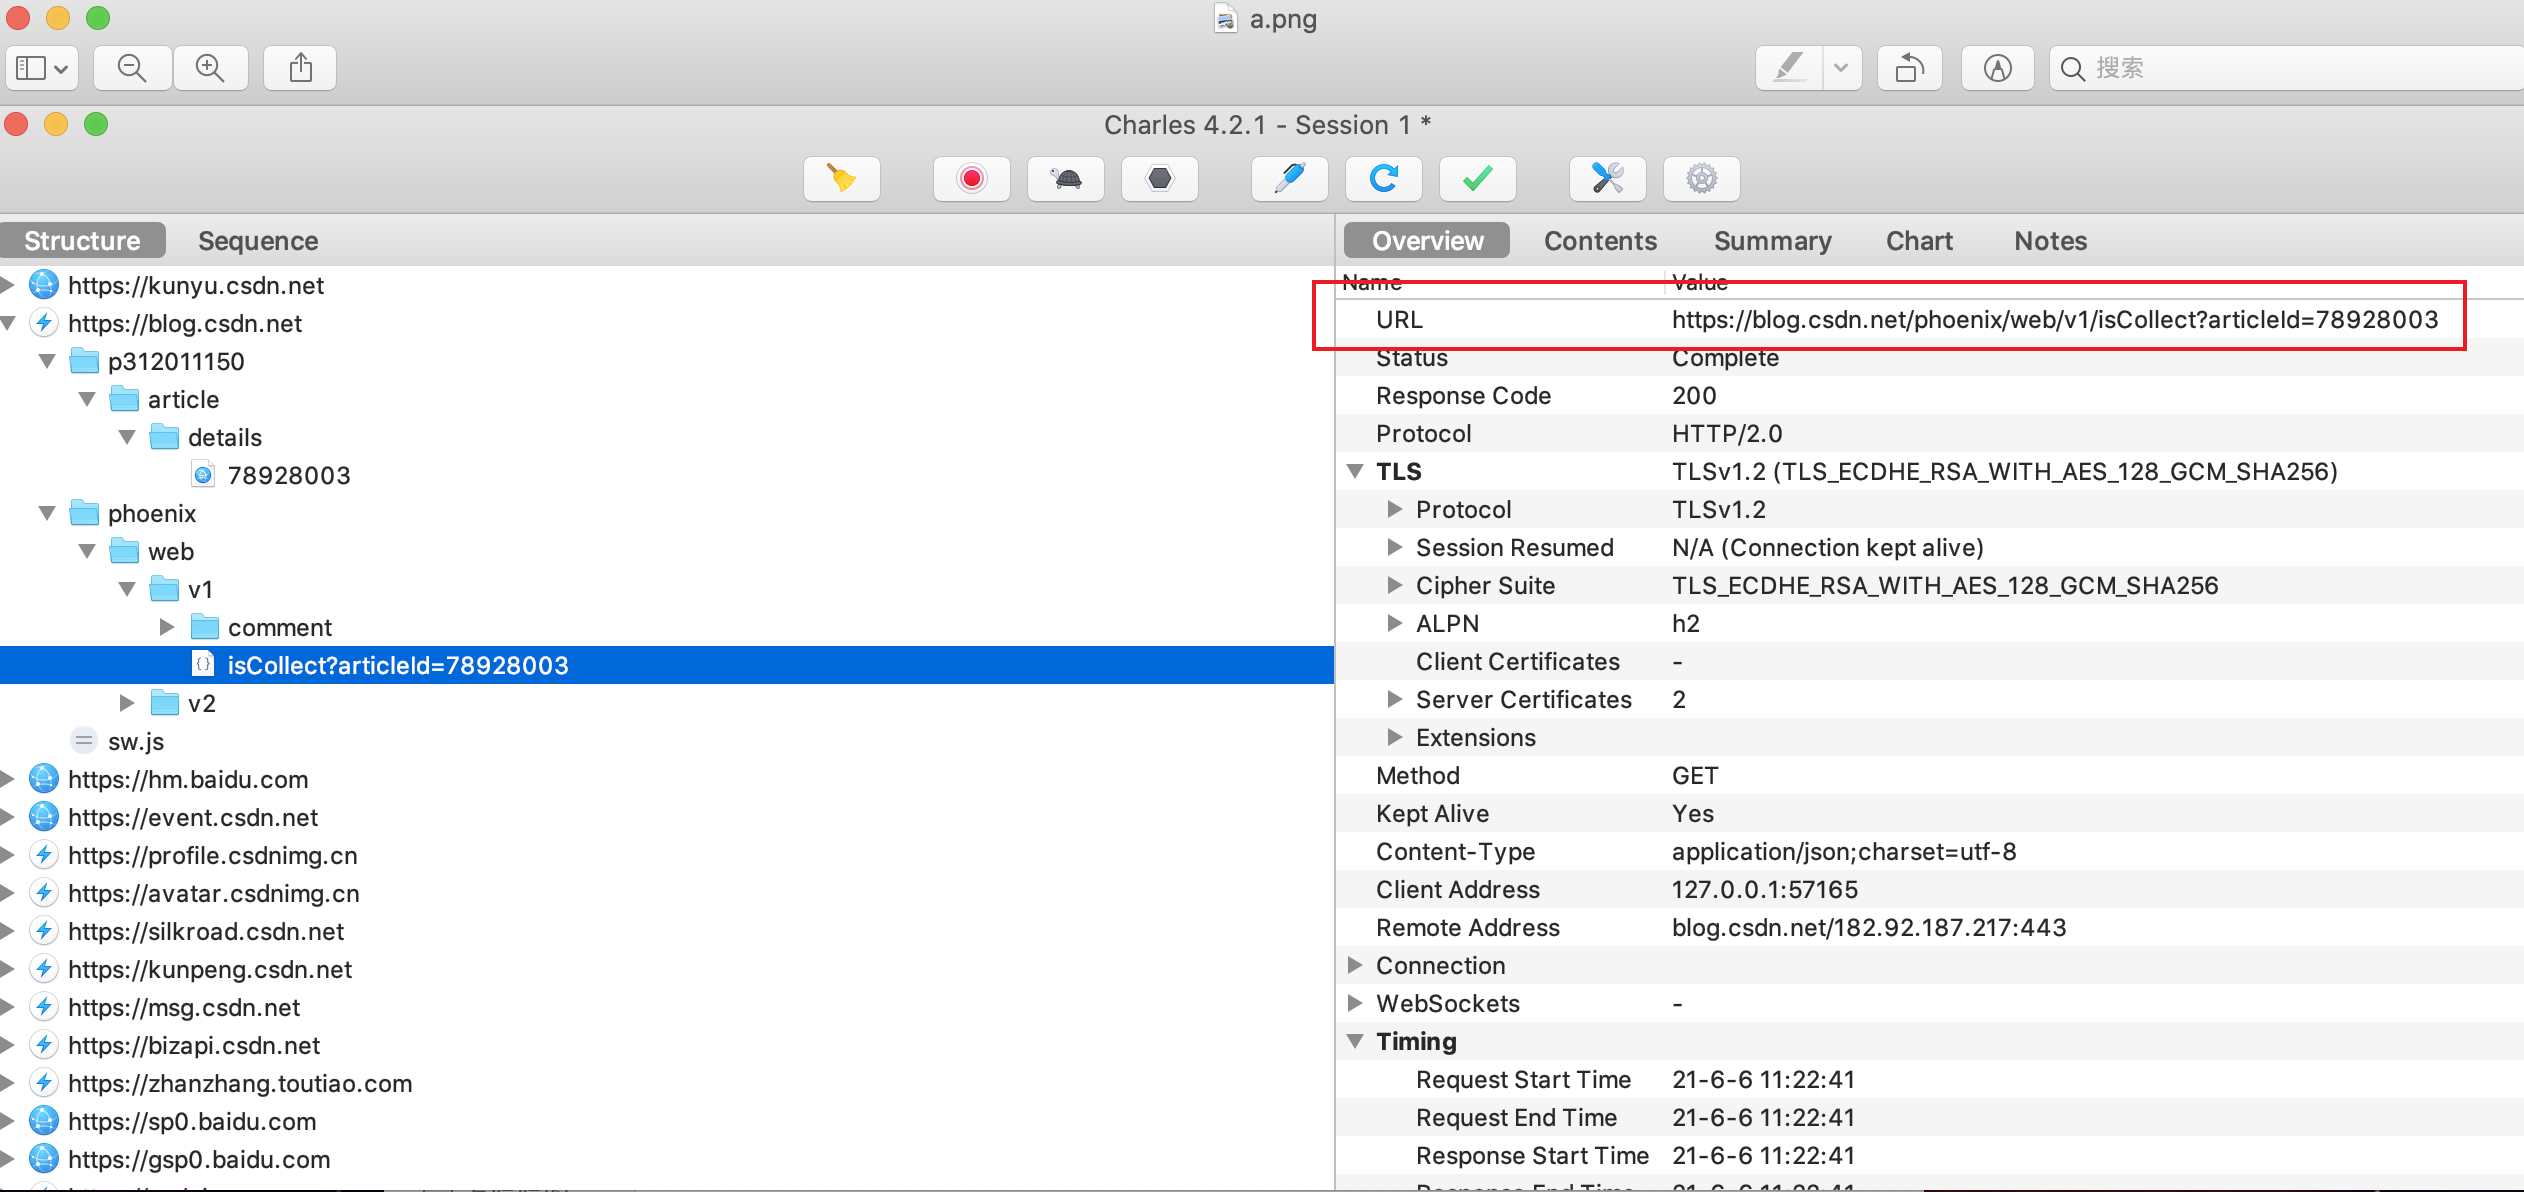 a.png
搜索
Charles 4.2.1 - Session 1 *
Structure Sequence
https://kunyu.csdn.net
https://blog.csdn.net
p312011150
article
details
78928003
phoenix
web
v1
comment
isCollect?articleId=78928003
v2
sw.js
https://hm.baidu.com
https://event.csdn.net
https://profile.csdnimg.cn
https://avatar.csdnimg.cn
https://silkroad.csdn.net
https://kunpeng.csdn.net
https://msg.csdn.net
https://bizapi.csdn.net
https://zhanzhang.toutiao.com
https://sp0.baidu.com
https://gsp0.baidu.com
Overview Contents Summary Chart Notes
Name Value
URL https://blog.csdn.net/phoenix/web/v1/isCollect?articleId=78928003
Status Complete
Response Code 200
Protocol HTTP/2.0
TLS TLSv1.2 (TLS_ECDHE_RSA_WITH_AES_128_GCM_SHA256)
Protocol TLSv1.2
Session Resumed N/A (Connection kept alive)
Cipher Suite TLS_ECDHE_RSA_WITH_AES_128_GCM_SHA256
ALPN h2
Client Certificates -
Server Certificates 2
Extensions
Method GET
Kept Alive Yes
Content-Type application/json;charset=utf-8
Client Address 127.0.0.1:57165
Remote Address blog.csdn.net/182.92.187.217:443
Connection
WebSockets -
Timing
Request Start Time 21-6-6 11:22:41
Request End Time 21-6-6 11:22:41
Response Start Time 21-6-6 11:22:41
Response End Time 21-6-6 11:22:41